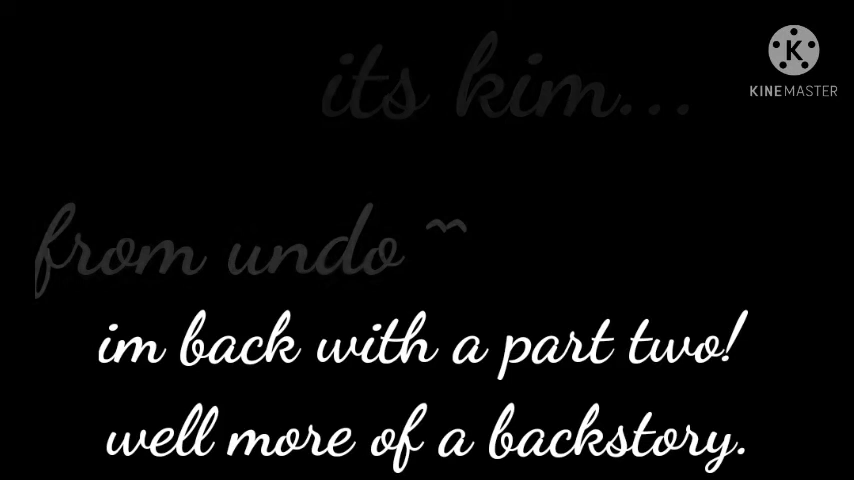 its kim...
KINEMASTER
from undo ^^
im back with a part two!
well more of a backstory.